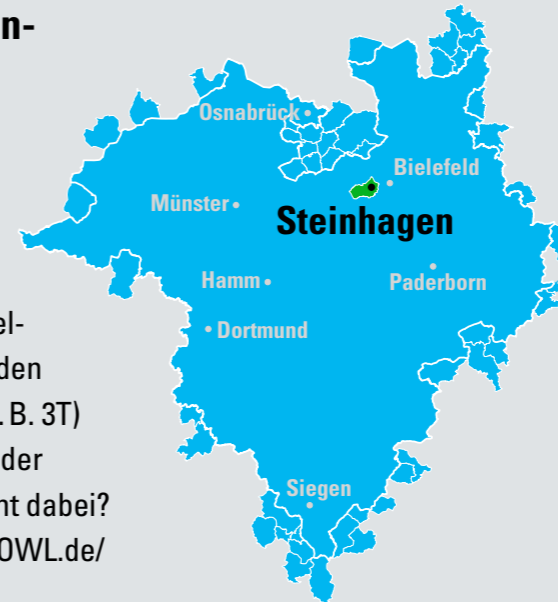 n-
Osnabrück
Bielefeld
Münster
Steinhagen
Hamm
Paderborn
Dortmund
el-
den
. B. 3T)
der
nt dabei?
Siegen
OWL.de/